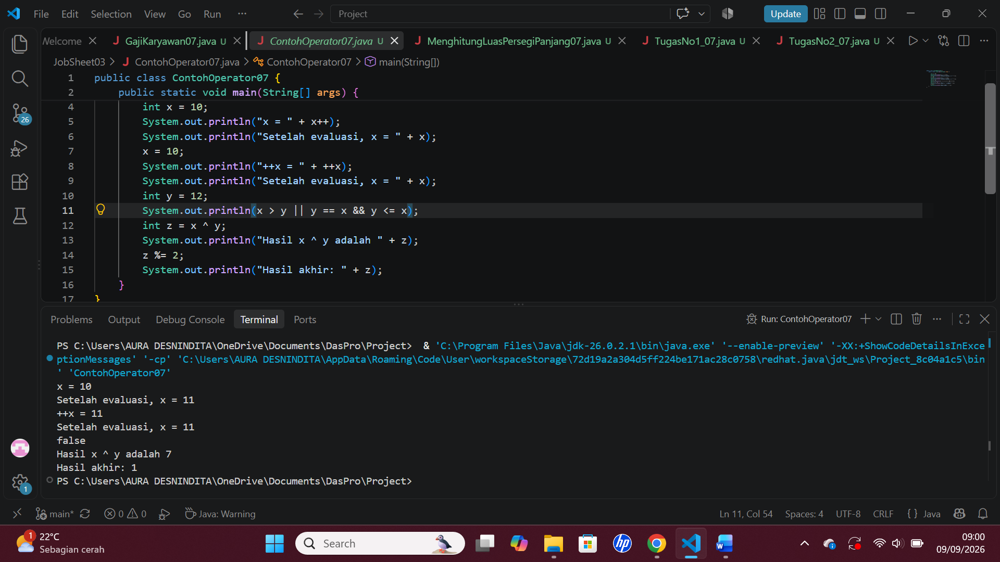 File Edit Selection View Go Run ··· Project Update
Welcome GajiKaryawan07.java U ContohOperator07.java U MenghitungLuasPersegiPanjang07.java U TugasNo1_07.java U TugasNo2_07.java U
JobSheet03 > ContohOperator07.java > ContohOperator07 > main(String[])
1 public class ContohOperator07 {
2 public static void main(String[] args) {
4 int x = 10;
5 System.out.println("x = " + x++);
6 System.out.println("Setelah evaluasi, x = " + x);
7 x = 10;
8 System.out.println("++x = " + ++x);
9 System.out.println("Setelah evaluasi, x = " + x);
10 int y = 12;
11 System.out.println(x > y || y == x && y <= x);
12 int z = x ^ y;
13 System.out.println("Hasil x ^ y adalah " + z);
14 z %= 2;
15 System.out.println("Hasil akhir: " + z);
16 }
17 }
26
Problems Output Debug Console Terminal Ports Run: ContohOperator07
PS C:\Users\AURA DESNINDITA\OneDrive\Documents\DasPro\Project> & 'C:\Program Files\Java\jdk-26.0.2.1\bin\java.exe' '--enable-preview' '-XX:+ShowCodeDetailsInExce
ptionMessages' '-cp' 'C:\Users\AURA DESNINDITA\AppData\Roaming\Code\User\workspaceStorage\72d19a2a304d5ff224be171ac28c0758\redhat.java\jdt_ws\Project_8c04a1c5\bin
' 'ContohOperator07'
x = 10
Setelah evaluasi, x = 11
++x = 11
Setelah evaluasi, x = 11
false
Hasil x ^ y adalah 7
Hasil akhir: 1
PS C:\Users\AURA DESNINDITA\OneDrive\Documents\DasPro\Project>
1
main* 0 0 Java: Warning Ln 11, Col 54 Spaces: 4 UTF-8 CRLF { } Java
1 22°C
Sebagian cerah
Search
hp
W
09:00
09/09/2026